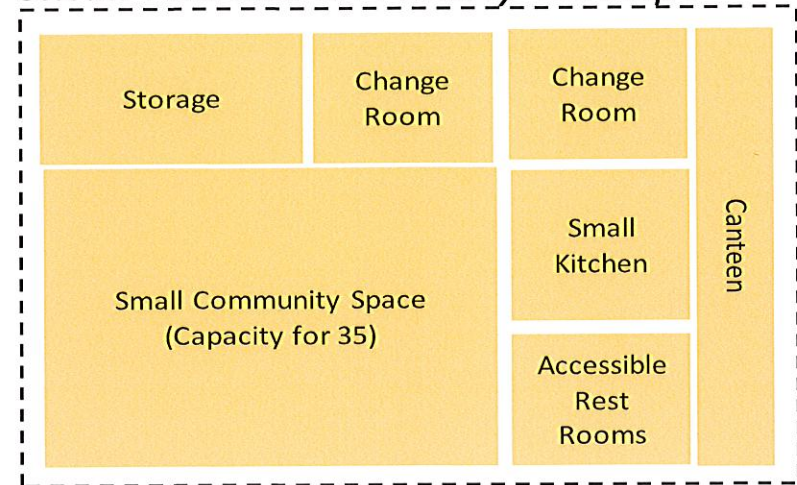 Storage
Change
Room
Change
Room
Small Community Space
(Capacity for 35)
Small
Kitchen
Accessible
Rest
Rooms
Canteen